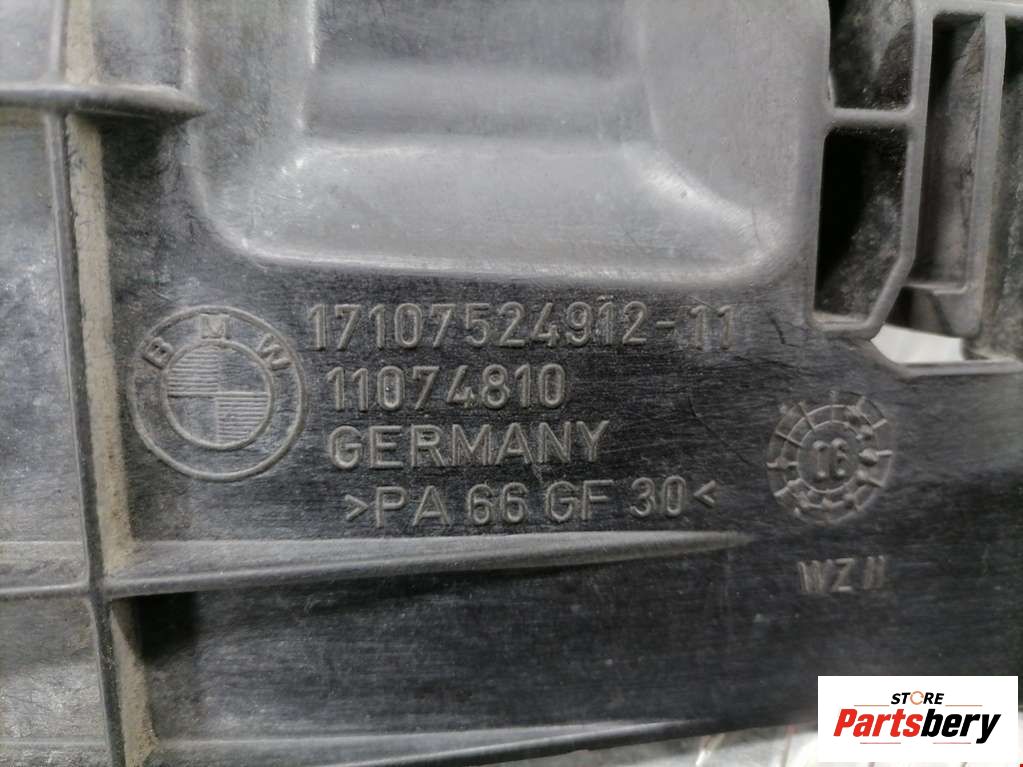 BMW
17107524912-11
11074810
GERMANY
>PA 66 GF 30<
16
WZ II
STORE
Partsbery